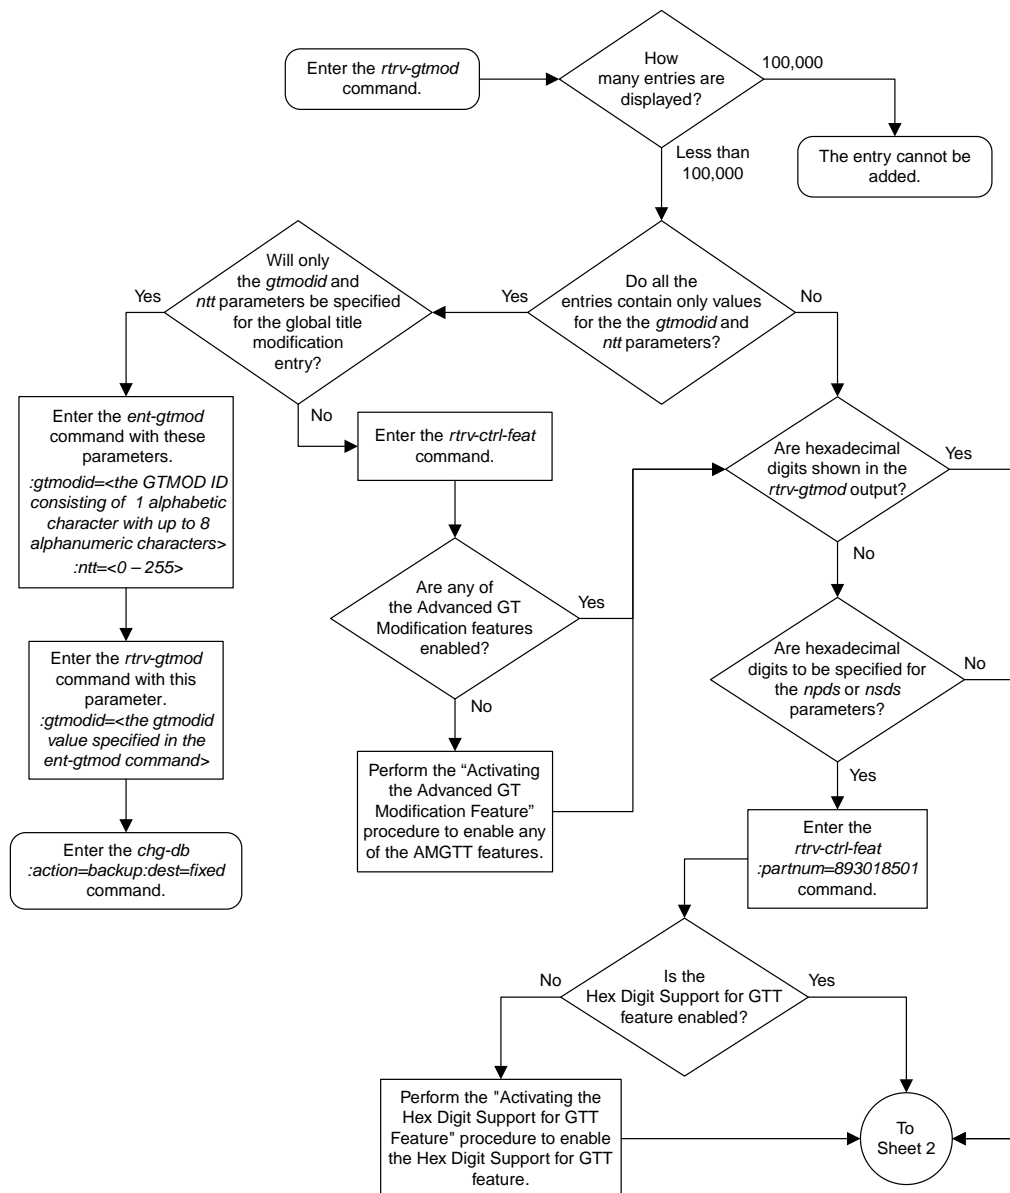 Enter the rtrv-gtmod
command.
How
many entries are
displayed?
100,000
The entry cannot be
added.
Less than
100,000
Do all the
entries contain only values
for the the gtmodid and
ntt parameters?
Yes
No
Will only
the gtmodid and
ntt parameters be specified
for the global title
modification
entry?
Yes
No
Enter the ent-gtmod
command with these
parameters.
:gtmodid=<the GTMOD ID
consisting of 1 alphabetic
character with up to 8
alphanumeric characters>
:ntt=<0 – 255>
Enter the rtrv-gtmod
command with this
parameter.
:gtmodid=<the gtmodid
value specified in the
ent-gtmod command>
Enter the chg-db
:action=backup:dest=fixed
command.
Enter the rtrv-ctrl-feat
command.
Are any of
the Advanced GT
Modification features
enabled?
Yes
No
Perform the “Activating
the Advanced GT
Modification Feature”
procedure to enable any
of the AMGTT features.
Are hexadecimal
digits shown in the
rtrv-gtmod output?
Yes
No
Are hexadecimal
digits to be specified for
the npds or nsds
parameters?
No
Yes
Enter the
rtrv-ctrl-feat
:partnum=893018501
command.
Is the
Hex Digit Support for GTT
feature enabled?
No
Yes
Perform the "Activating the
Hex Digit Support for GTT
Feature" procedure to enable
the Hex Digit Support for GTT
feature.
To
Sheet 2